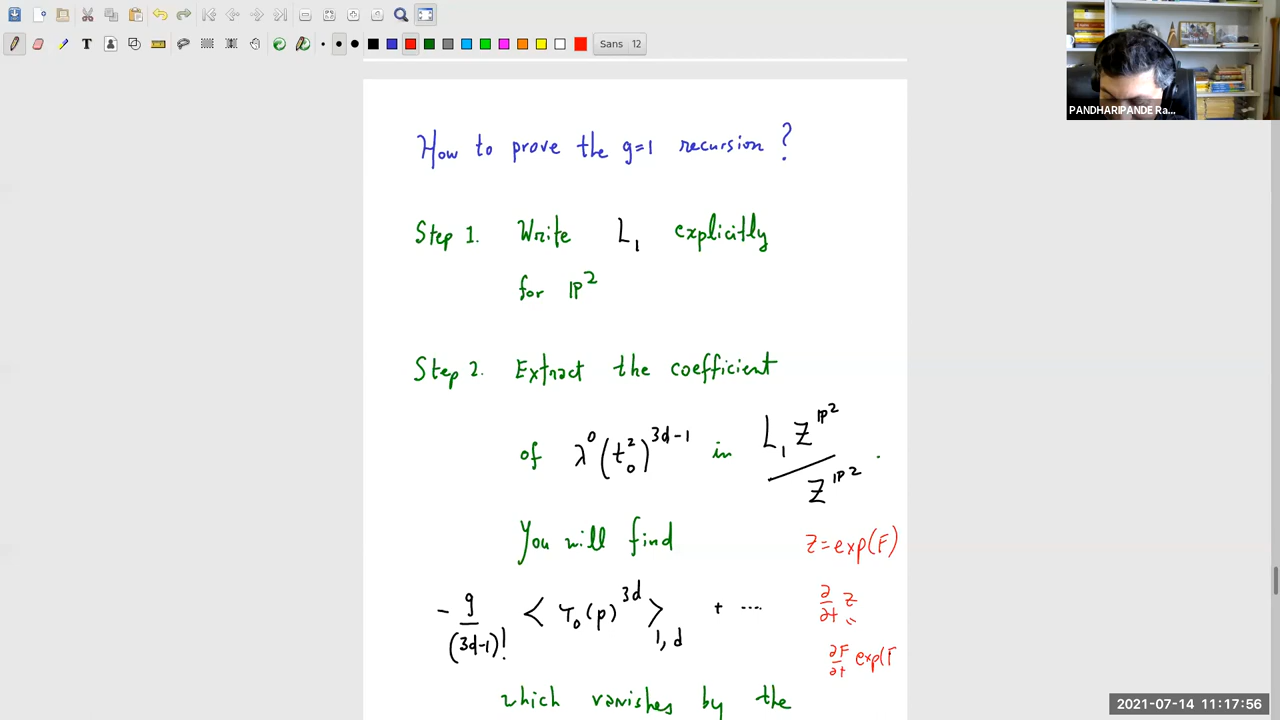 Sans 12
PANDHARIPANDE Ra...
How to prove the g=1 recursion?
Step 1. Write L₁ explicitly
for ℙ²
Step 2. Extract the coefficient
of λ⁰(t₀²)^{3d-1} in L₁ Z^{ℙ²} / Z^{ℙ²} .
You will find
Z = exp(F)
- 9/(3d-1)! < τ₀(p)^{3d} >_{1,d} + ....
∂/∂t Z
"
∂F/∂t exp(F
which vanishes by the
2021-07-14 11:17:56